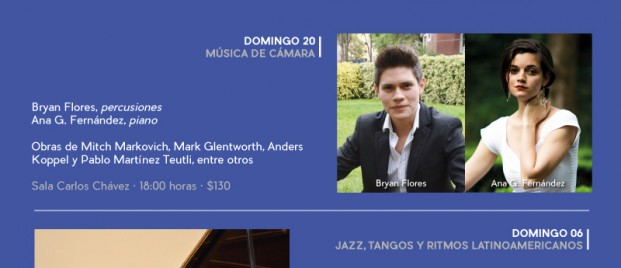 DOMINGO 20
MÚSICA DE CÁMARA
Bryan Flores, percusiones
Ana G. Fernández, piano
Obras de Mitch Markovich, Mark Glentworth, Anders
Koppel y Pablo Martínez Teutli, entre otros
Sala Carlos Chávez · 18:00 horas · $130
Bryan Flores
Ana G. Fernández
DOMINGO 06
JAZZ, TANGOS Y RITMOS LATINOAMERICANOS